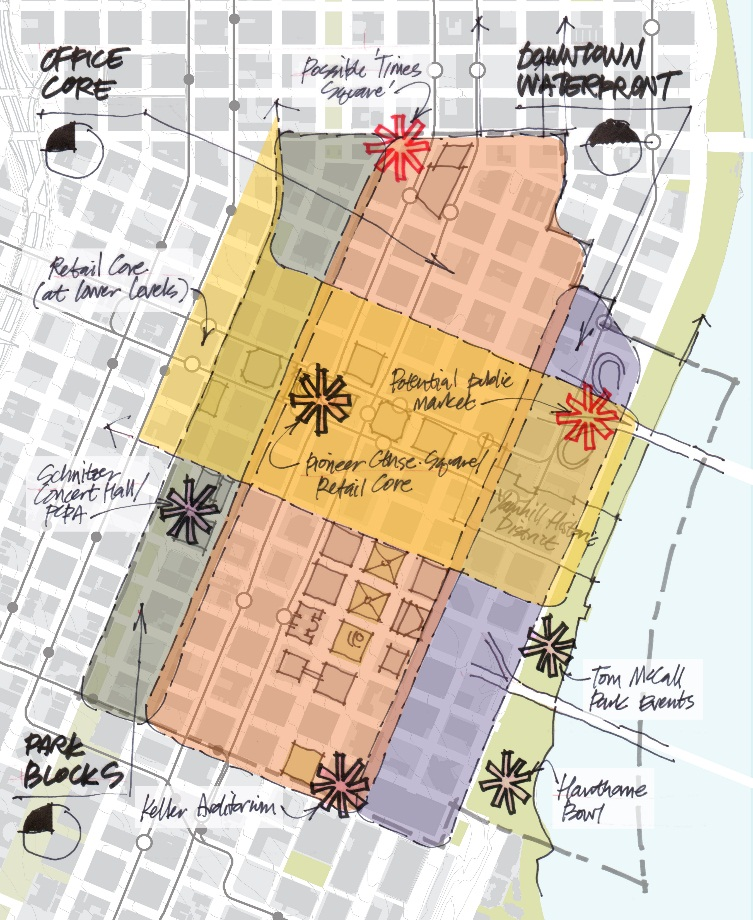 OFFICE
CORE
Possible 'Times
Square'
DOWNTOWN
WATERFRONT
Retail Core
(at lower levels)
Potential public
market
Pioneer Cthse. Square/
Retail Core
Schnitzer
Concert Hall/
PCPA
Yamhill Historic
District
Tom McCall
Park Events
PARK
BLOCKS
Keller Auditorium
Hawthorne
Bowl